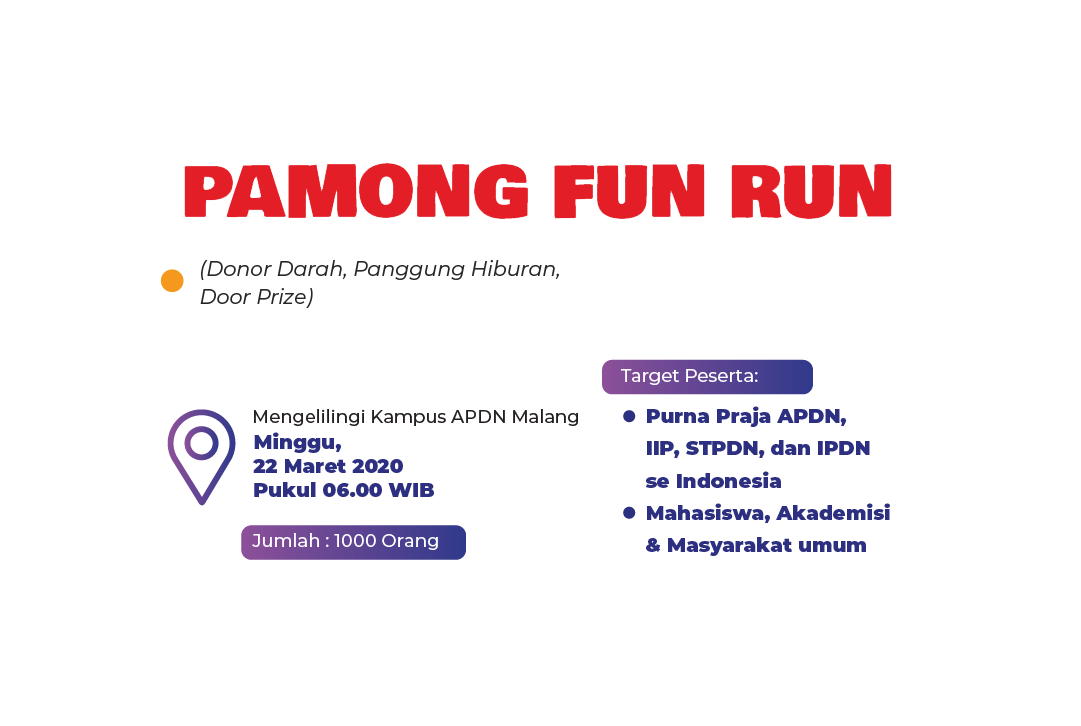 PAMONG FUN RUN
(Donor Darah, Panggung Hiburan,
Door Prize)
Mengelilingi Kampus APDN Malang
Minggu,
22 Maret 2020
Pukul 06.00 WIB
Jumlah : 1000 Orang
Target Peserta:
Purna Praja APDN,
IIP, STPDN, dan IPDN
se Indonesia
Mahasiswa, Akademisi
& Masyarakat umum